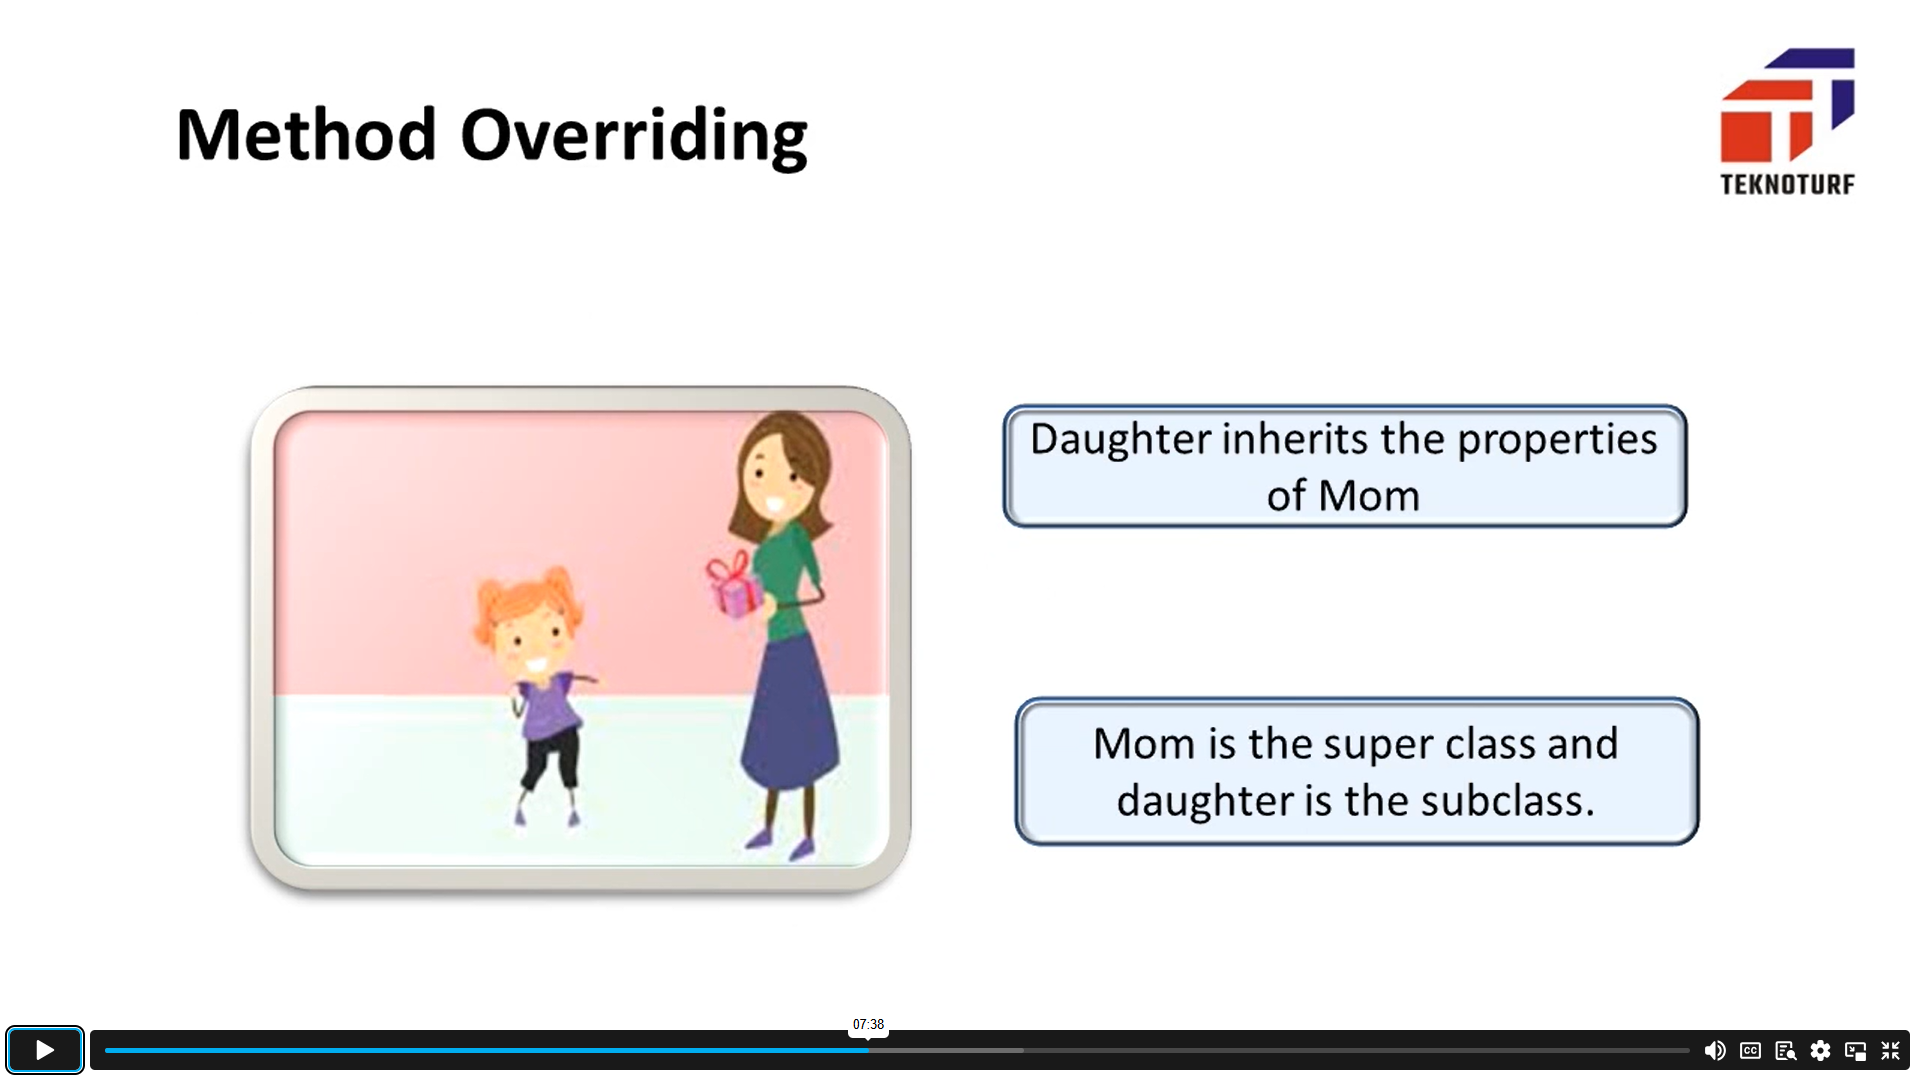 Method Overriding
TEKNOTURF
Daughter inherits the properties
of Mom
Mom is the super class and
daughter is the subclass.
07:38
CC